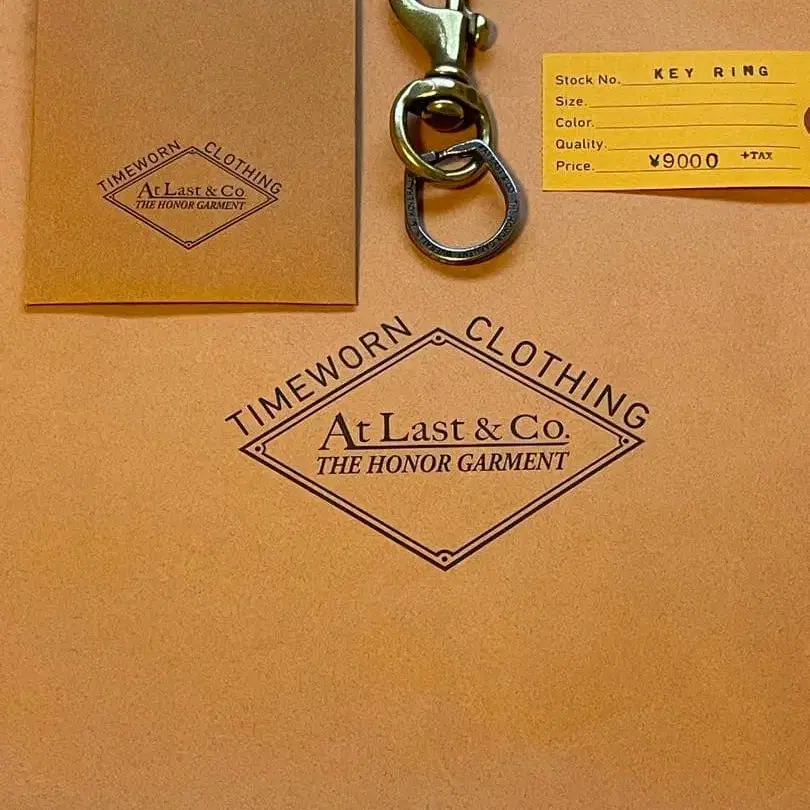 TIMEWORN CLOTHING
At Last & Co
THE HONOR GARMENT
Stock No. KEY RING
Size.
Color.
Quality.
Price. ¥9000 +TAX
TIMEWORN CLOTHING
At Last & Co.
THE HONOR GARMENT